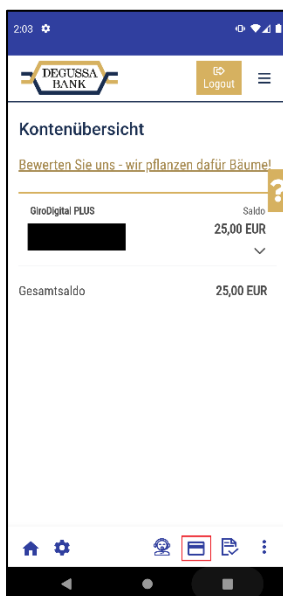 2:03
DEGUSSA
BANK
Logout
Kontenübersicht
Bewerten Sie uns - wir pflanzen dafür Bäume!
?
GiroDigital PLUS
Saldo
25,00 EUR
Gesamtsaldo
25,00 EUR